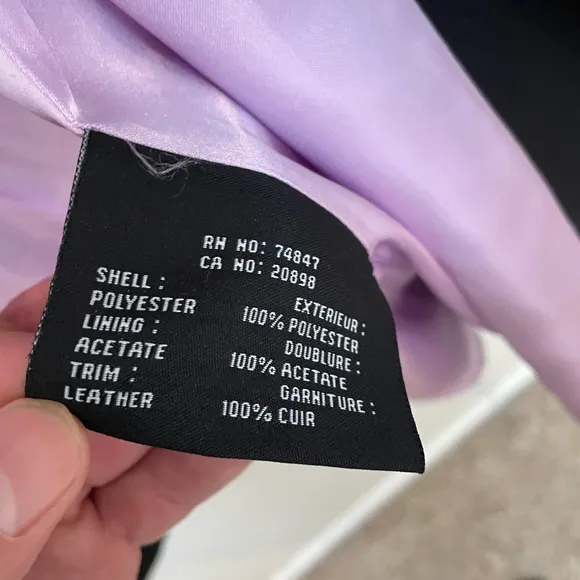 RN NO: 74847
CA NO: 20898
SHELL :
POLYESTER
LINING :
ACETATE
TRIM :
LEATHER
EXTERIEUR :
100% POLYESTER
DOUBLURE :
100% ACETATE
GARNITURE :
100% CUIR